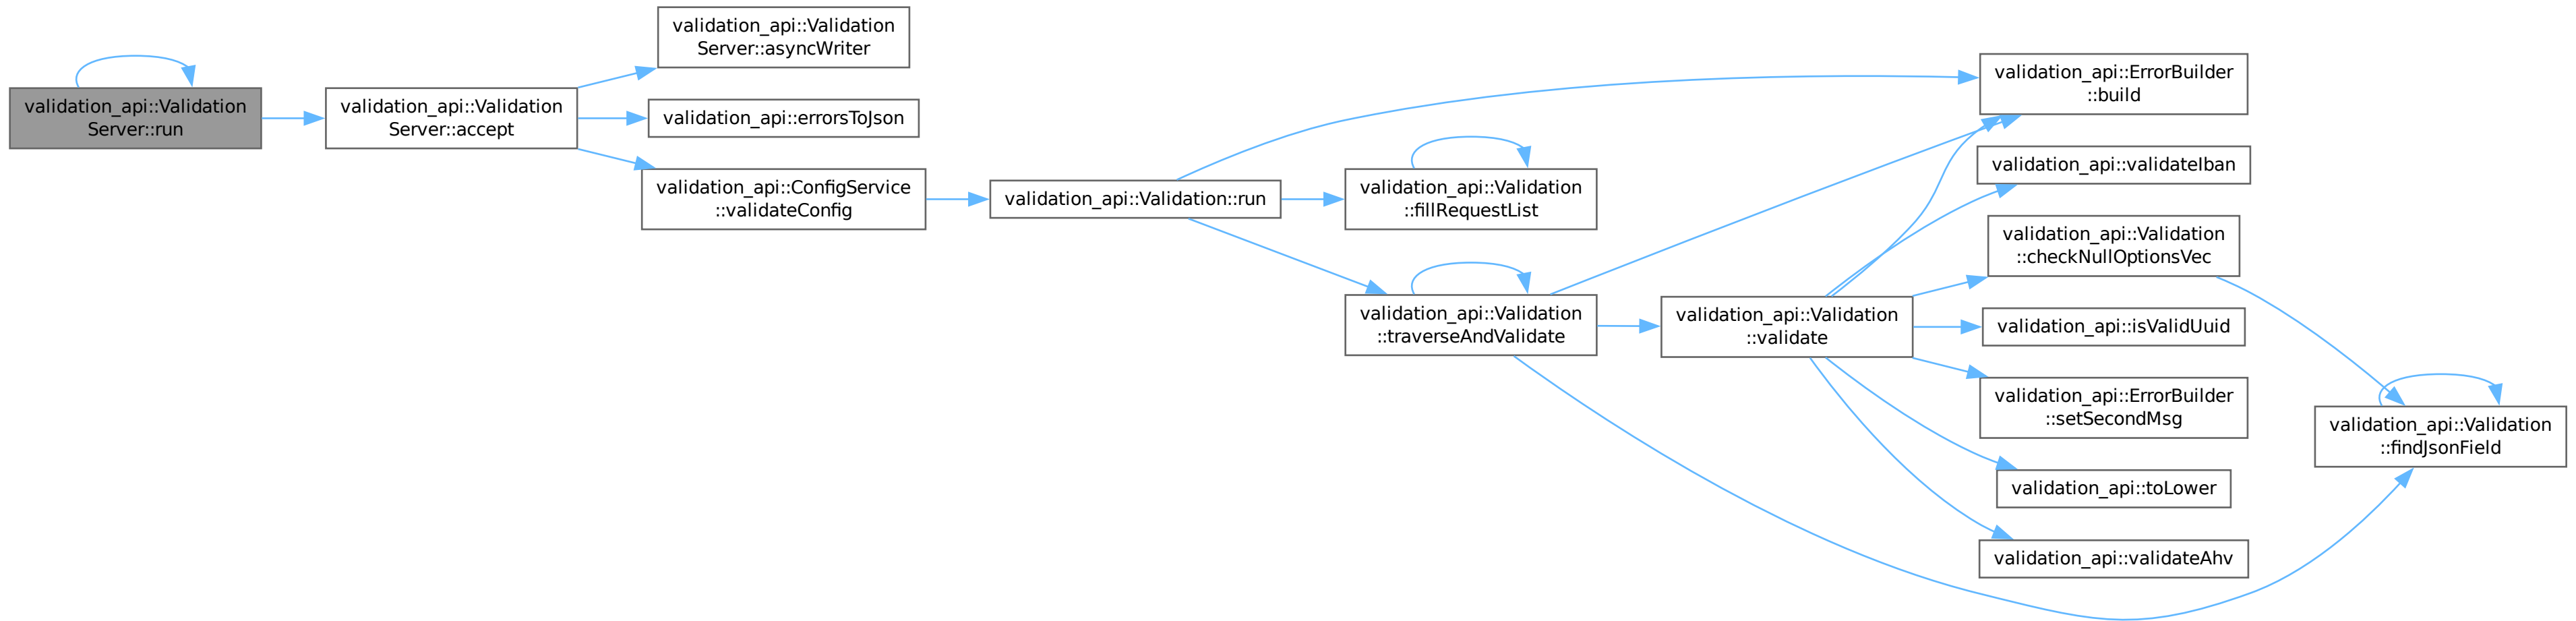 validation_api::Validation
Server::run
validation_api::Validation
Server::accept
validation_api::Validation
Server::asyncWriter
validation_api::errorsToJson
validation_api::ConfigService
::validateConfig
validation_api::Validation::run
validation_api::Validation
::fillRequestList
validation_api::Validation
::traverseAndValidate
validation_api::Validation
::validate
validation_api::ErrorBuilder
::build
validation_api::validateIban
validation_api::Validation
::checkNullOptionsVec
validation_api::isValidUuid
validation_api::ErrorBuilder
::setSecondMsg
validation_api::toLower
validation_api::validateAhv
validation_api::Validation
::findJsonField